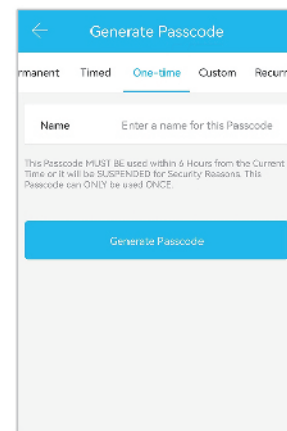 Generate Passcode
rmanent Timed One-time Custom Recurr
Name Enter a name for this Passcode
This Passcode MUST BE used within 6 Hours from the Current
Time or it will be SUSPENDED for Security Reasons. This
Passcode can ONLY be used ONCE.
Generate Passcode